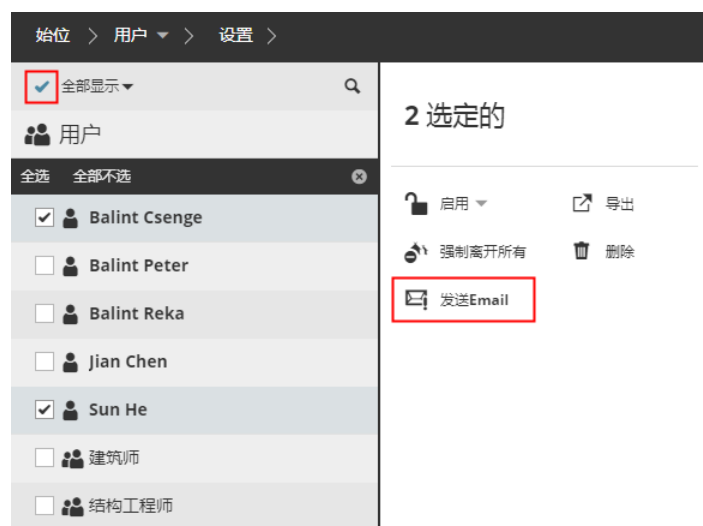 始位 > 用户 > 设置 >
全部显示
用户
全选 全部不选
Balint Csenge
Balint Peter
Balint Reka
Jian Chen
Sun He
建筑师
结构工程师
2 选定的
启用 导出
强制离开所有 删除
发送Email